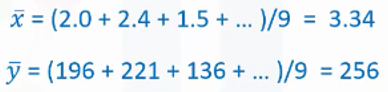 x̅ = (2.0 + 2.4 + 1.5 + ... )/9 = 3.34
y̅ = (196 + 221 + 136 + ... )/9 = 256